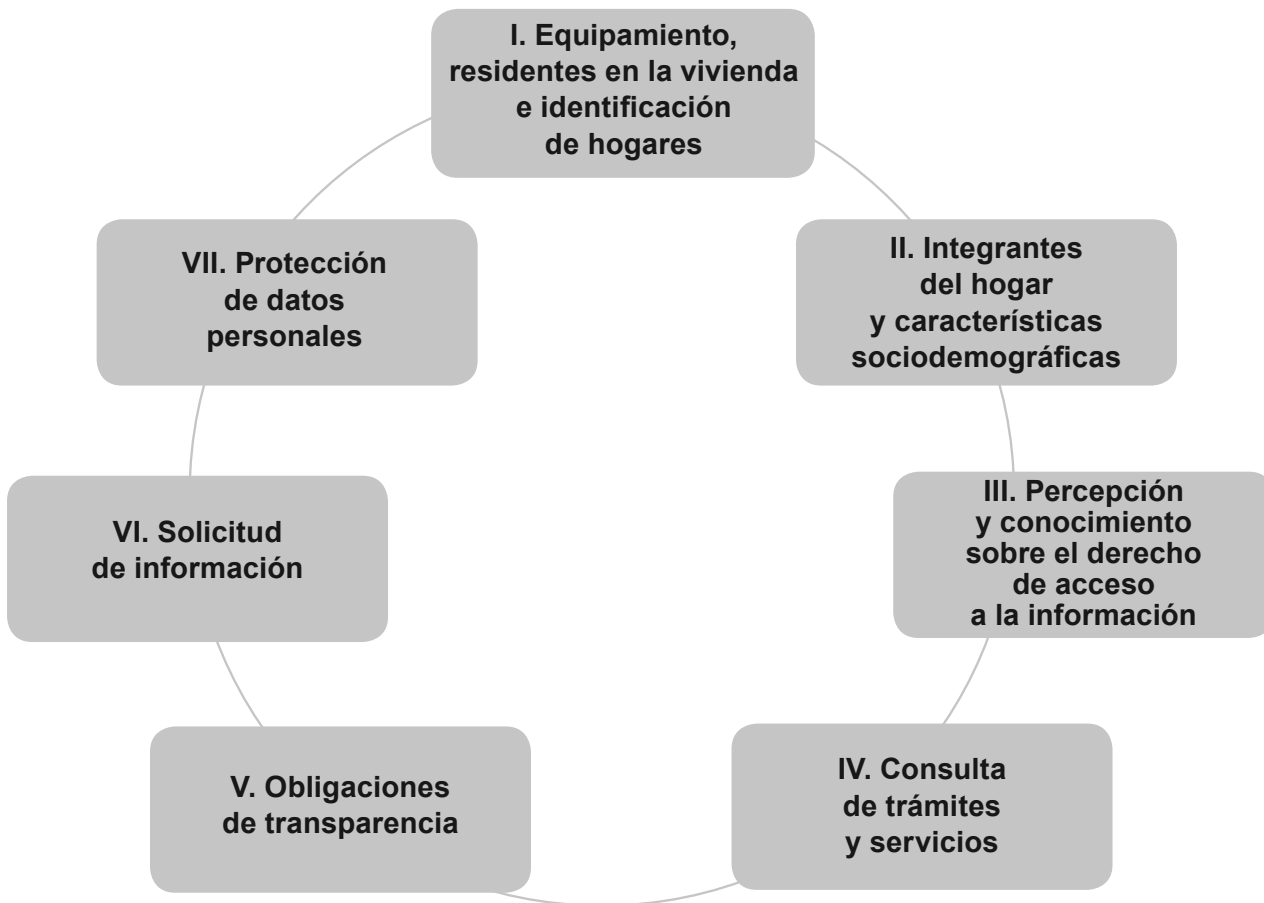 I. Equipamiento,
residentes en la vivienda
e identificación
de hogares
II. Integrantes
del hogar
y características
sociodemográficas
III. Percepción
y conocimiento
sobre el derecho
de acceso
a la información
IV. Consulta
de trámites
y servicios
V. Obligaciones
de transparencia
VI. Solicitud
de información
VII. Protección
de datos
personales